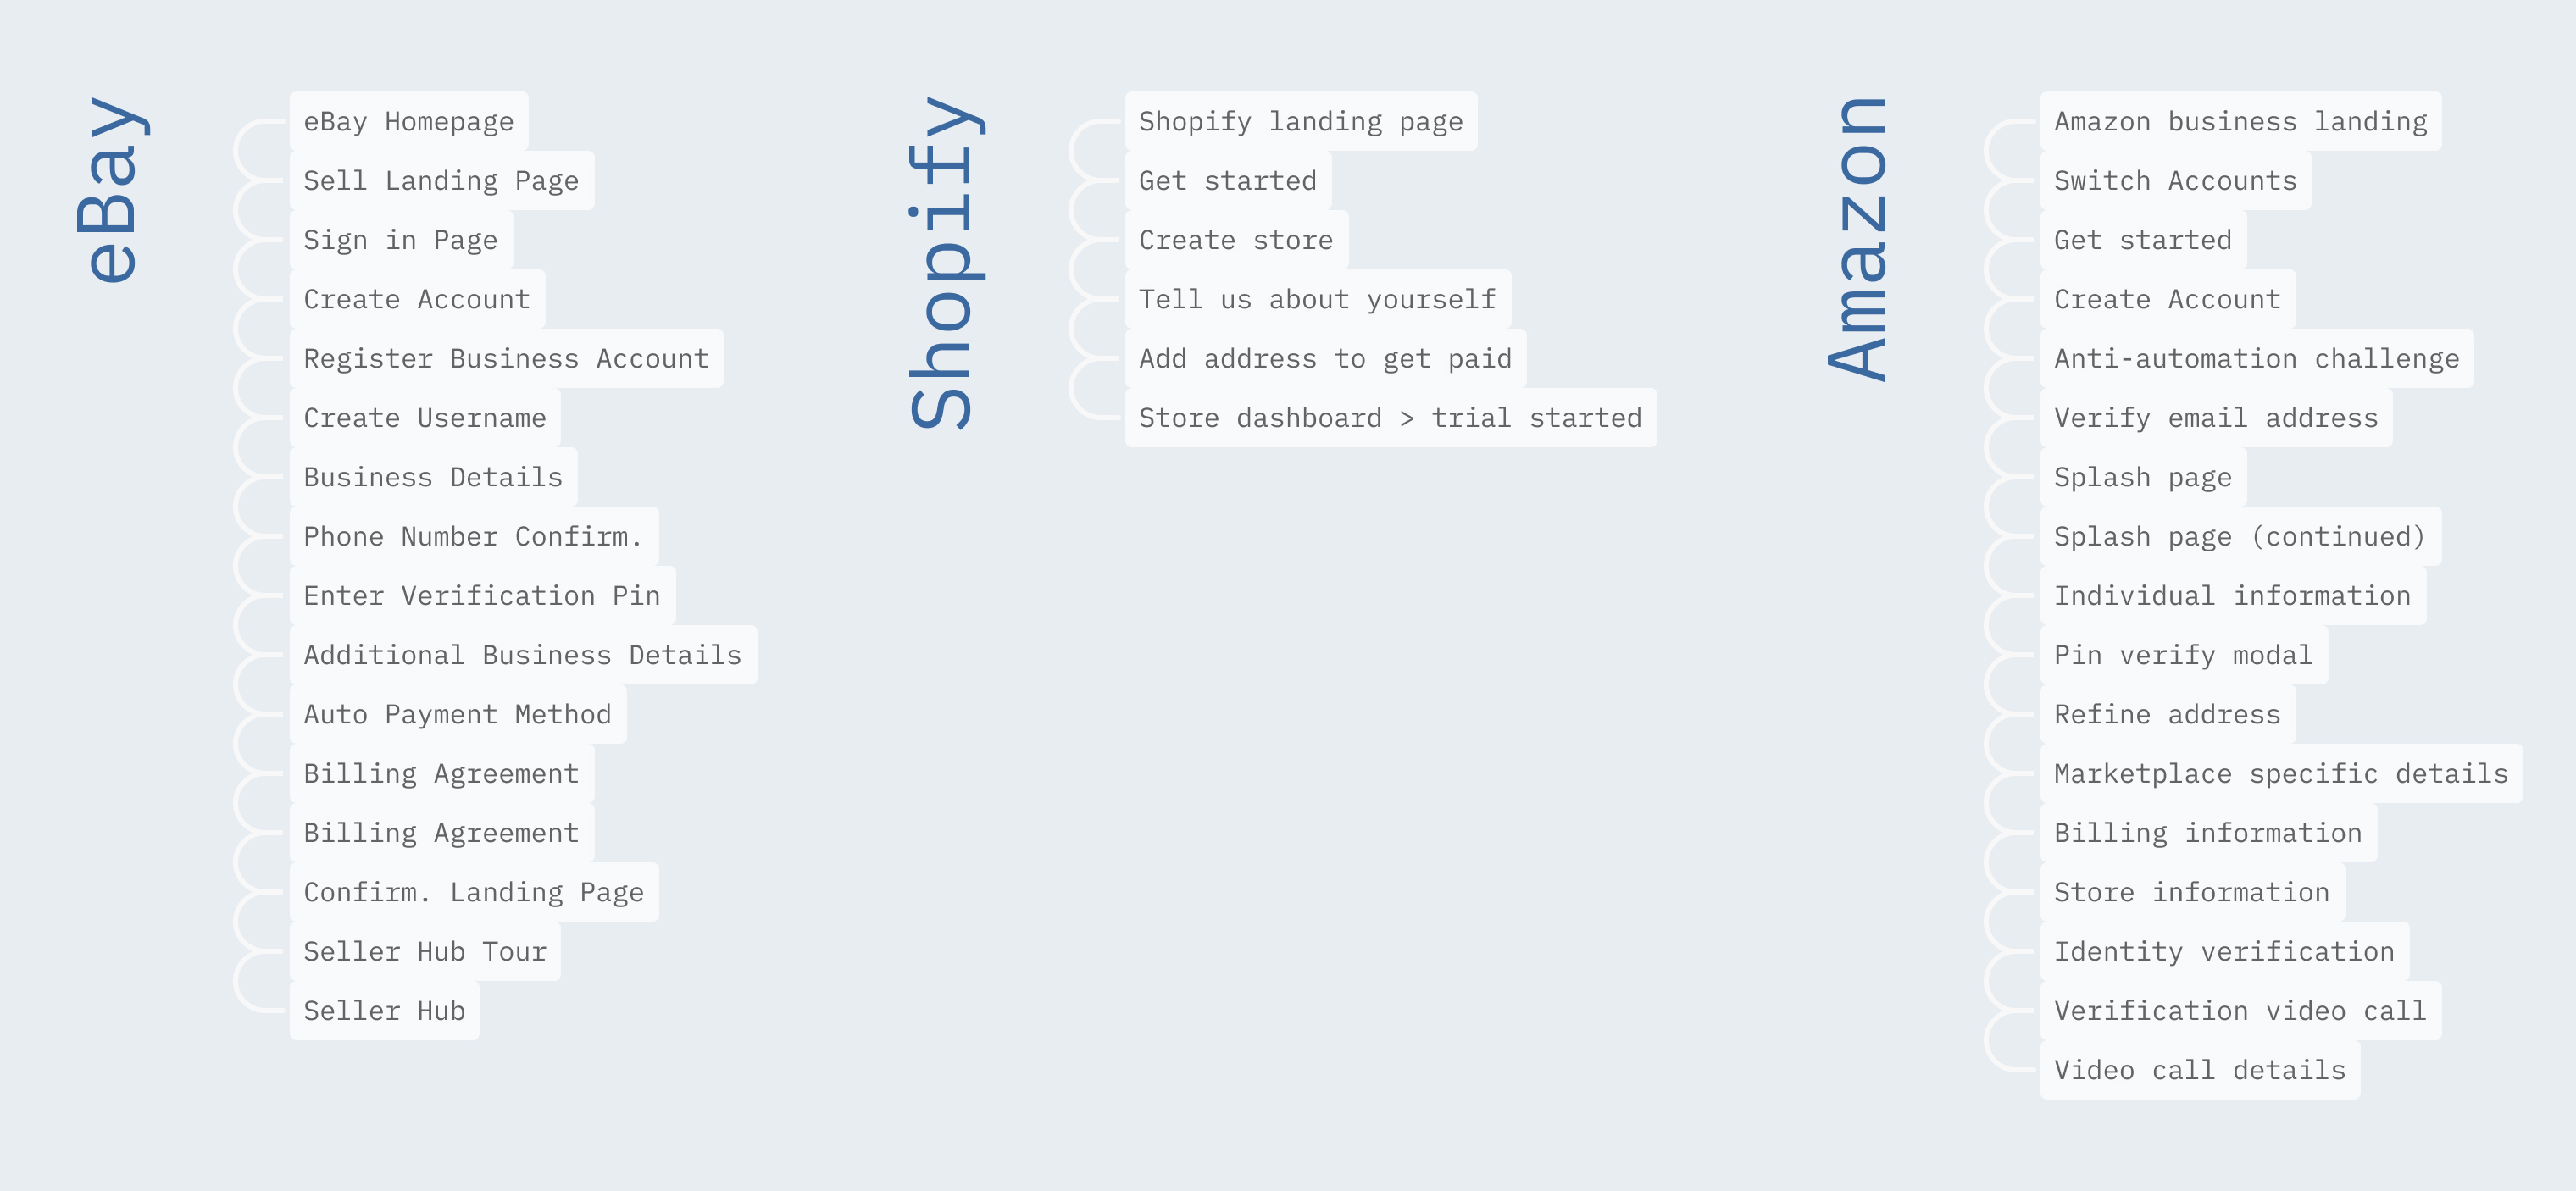 eBay
eBay Homepage
Sell Landing Page
Sign in Page
Create Account
Register Business Account
Create Username
Business Details
Phone Number Confirm.
Enter Verification Pin
Additional Business Details
Auto Payment Method
Billing Agreement
Billing Agreement
Confirm. Landing Page
Seller Hub Tour
Seller Hub
Shopify
Shopify landing page
Get started
Create store
Tell us about yourself
Add address to get paid
Store dashboard > trial started
Amazon
Amazon business landing
Switch Accounts
Get started
Create Account
Anti-automation challenge
Verify email address
Splash page
Splash page (continued)
Individual information
Pin verify modal
Refine address
Marketplace specific details
Billing information
Store information
Identity verification
Verification video call
Video call details